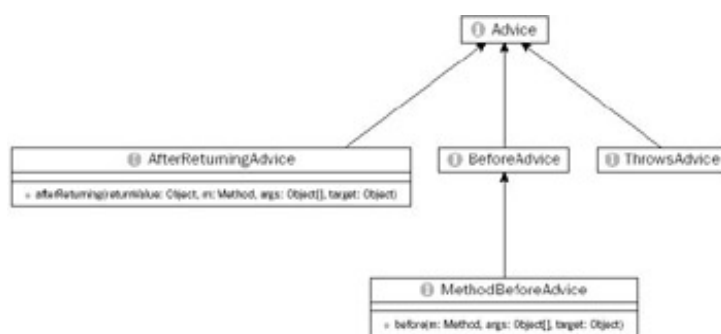 Advice
AfterReturningAdvice
afterReturning(returnValue: Object, m: Method, args: Object[], target: Object)
BeforeAdvice
ThrowsAdvice
MethodBeforeAdvice
before(m: Method, args: Object[], target: Object)